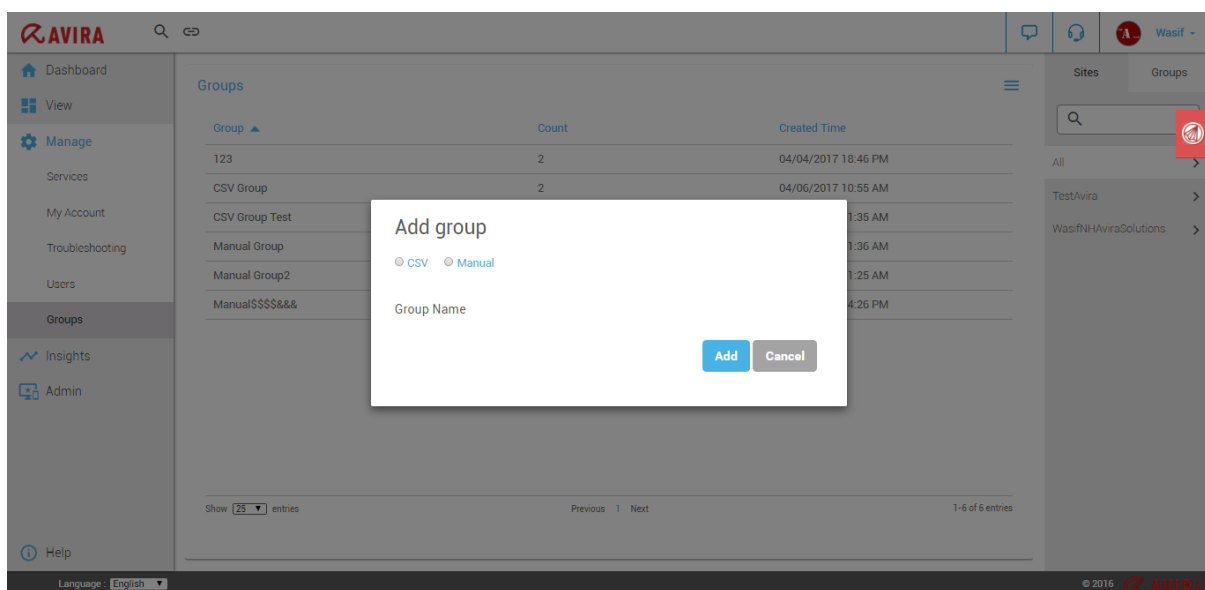 AVIRA
Wasif
Dashboard
View
Manage
Services
My Account
Troubleshooting
Users
Groups
Insights
Admin
Help
Language : English
Groups
Group Count Created Time
123 2 04/04/2017 18:46 PM
CSV Group 2 04/06/2017 10:55 AM
CSV Group Test 1:35 AM
Manual Group 1:36 AM
Manual Group2 1:25 AM
Manual$$$$&&& 4:26 PM
Add group
CSV Manual
Group Name
Add Cancel
Show 25 entries Previous 1 Next 1-6 of 6 entries
Sites Groups
All
TestAvira
WasifNHAviraSolutions
© 2016 AVIRA